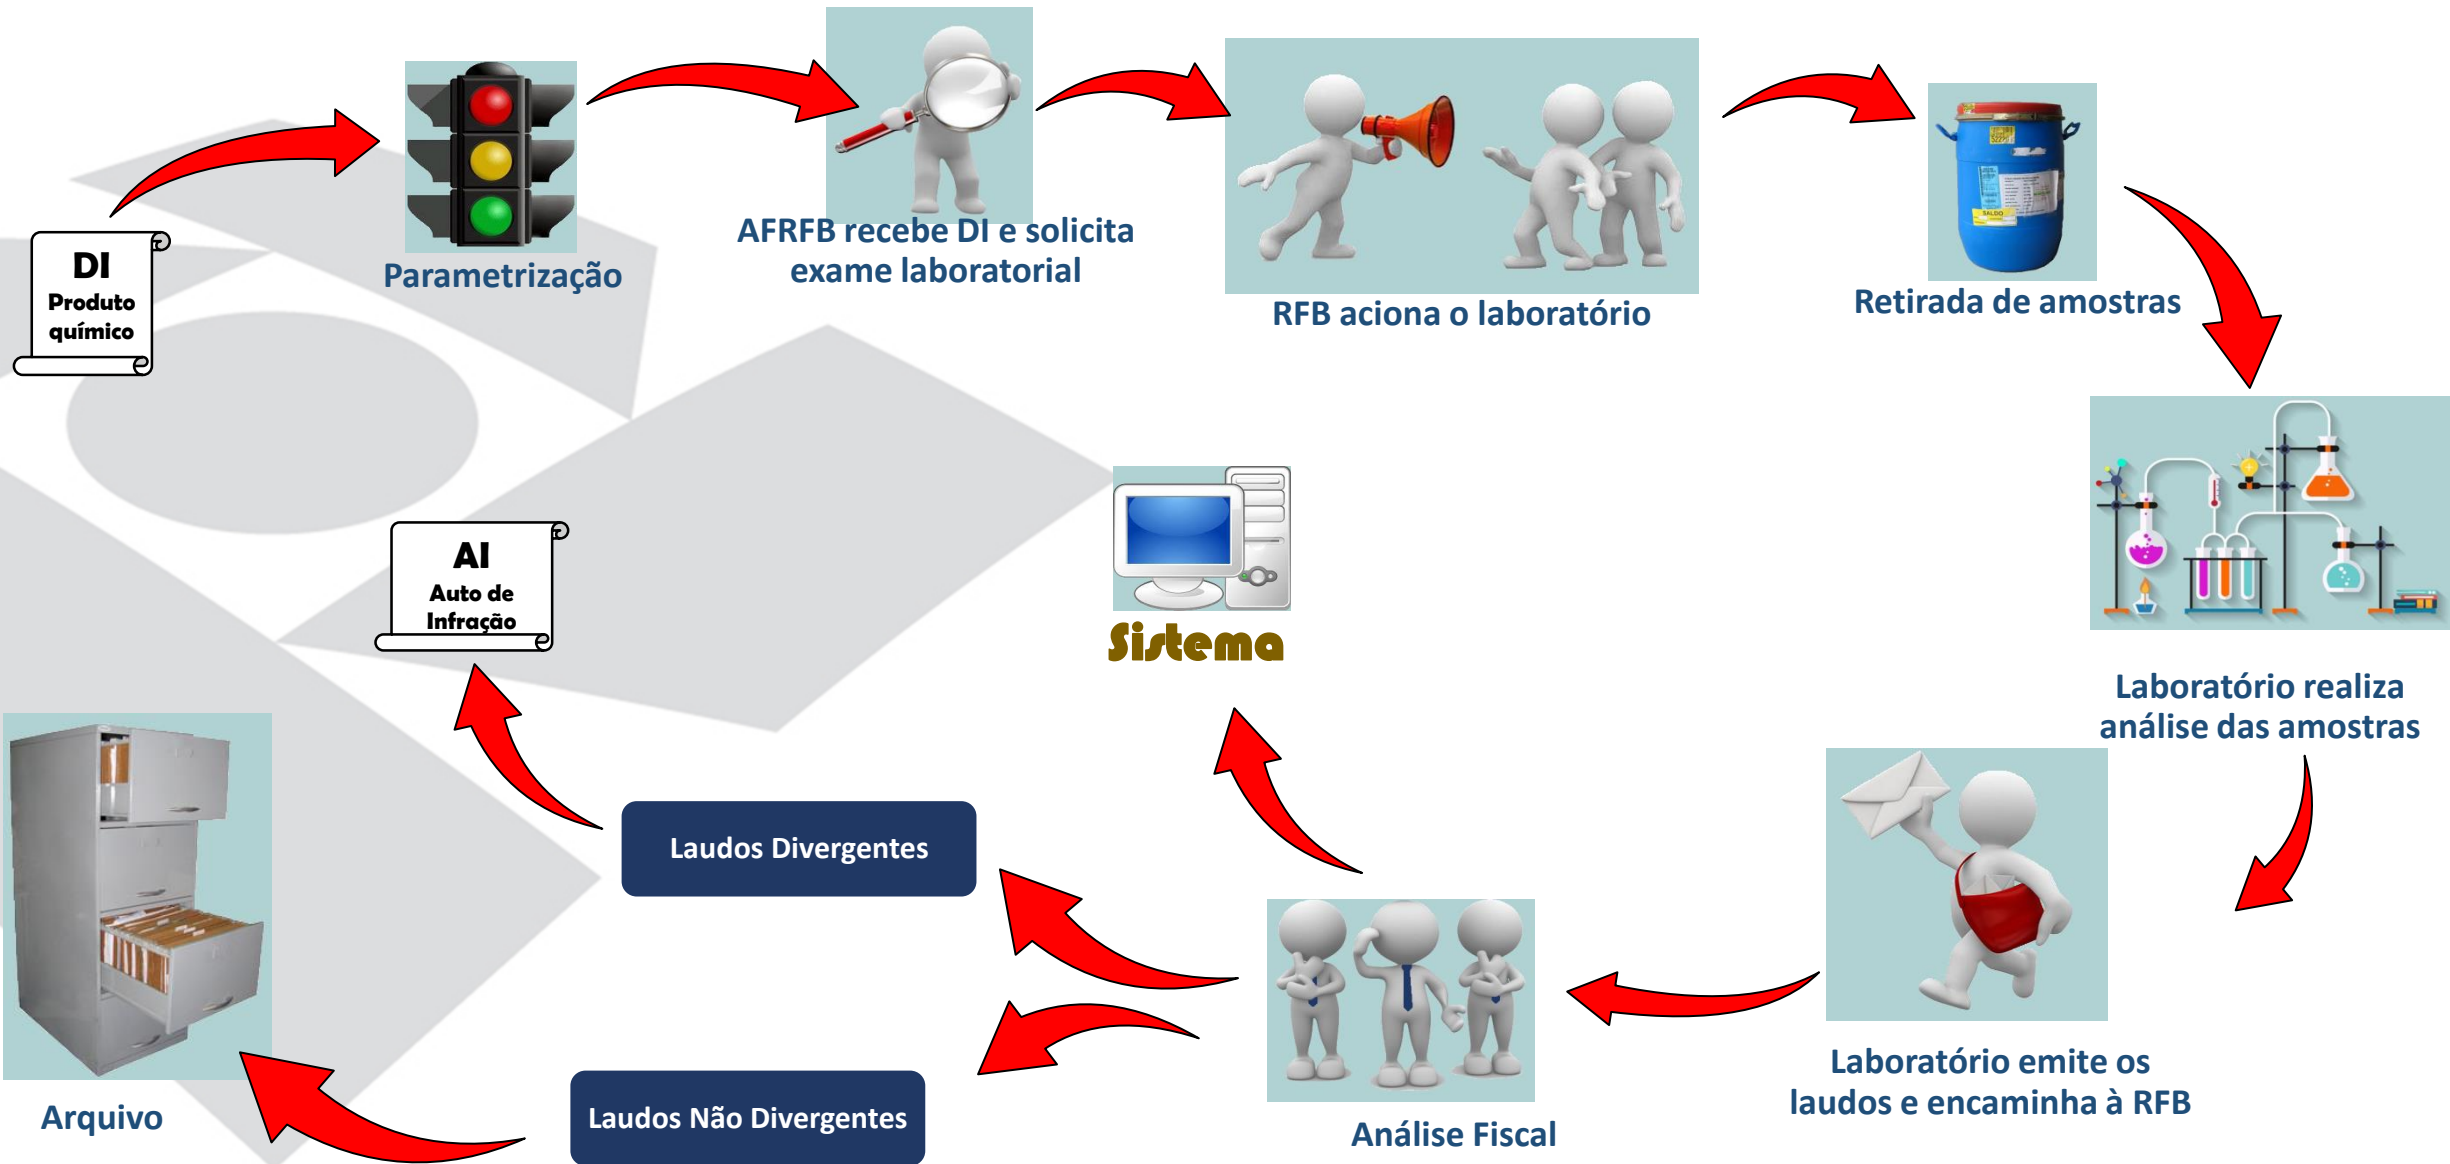 DI
Produto
químico
Parametrização
AFRFB recebe DI e solicita
exame laboratorial
RFB aciona o laboratório
SALDO
Retirada de amostras
Laboratório realiza
análise das amostras
Laboratório emite os
laudos e encaminha à RFB
Análise Fiscal
Sistema
Laudos Divergentes
AI
Auto de
Infração
Laudos Não Divergentes
Arquivo